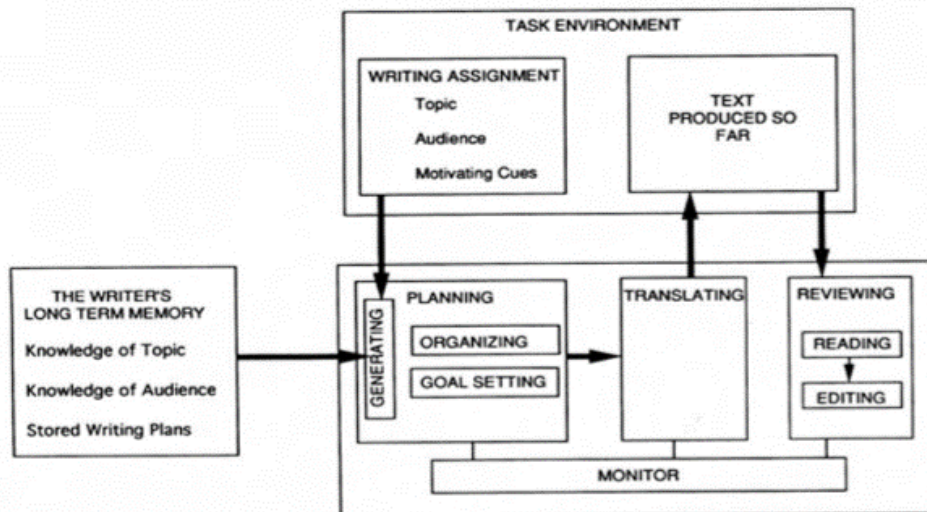 TASK ENVIRONMENT
WRITING ASSIGNMENT
Topic
Audience
Motivating Cues
TEXT
PRODUCED SO
FAR
THE WRITER'S
LONG TERM MEMORY
Knowledge of Topic
Knowledge of Audience
Stored Writing Plans
PLANNING
GENERATING
ORGANIZING
GOAL SETTING
TRANSLATING
REVIEWING
READING
EDITING
MONITOR